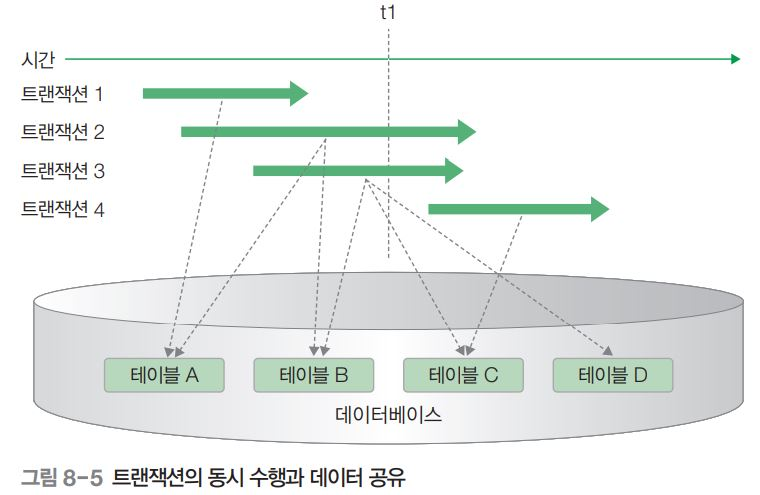 t1
시간
트랜잭션 1
트랜잭션 2
트랜잭션 3
트랜잭션 4
테이블 A 테이블 B 테이블 C 테이블 D
데이터베이스
그림 8-5 트랜잭션의 동시 수행과 데이터 공유